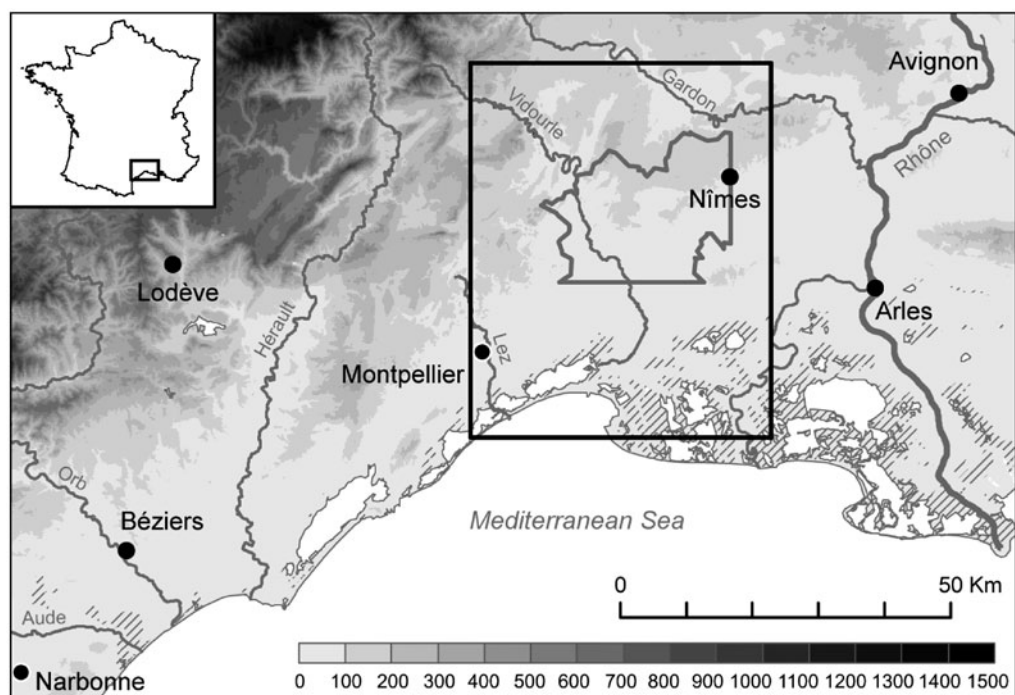 Avignon
Gardon
Vidourle
Rhône
Nîmes
Lodève
Arles
Hérault
Lez
Montpellier
Orb
Béziers
Mediterranean Sea
0 50 Km
Aude
Narbonne
0 100 200 300 400 500 600 700 800 900 1000 1100 1200 1300 1400 1500